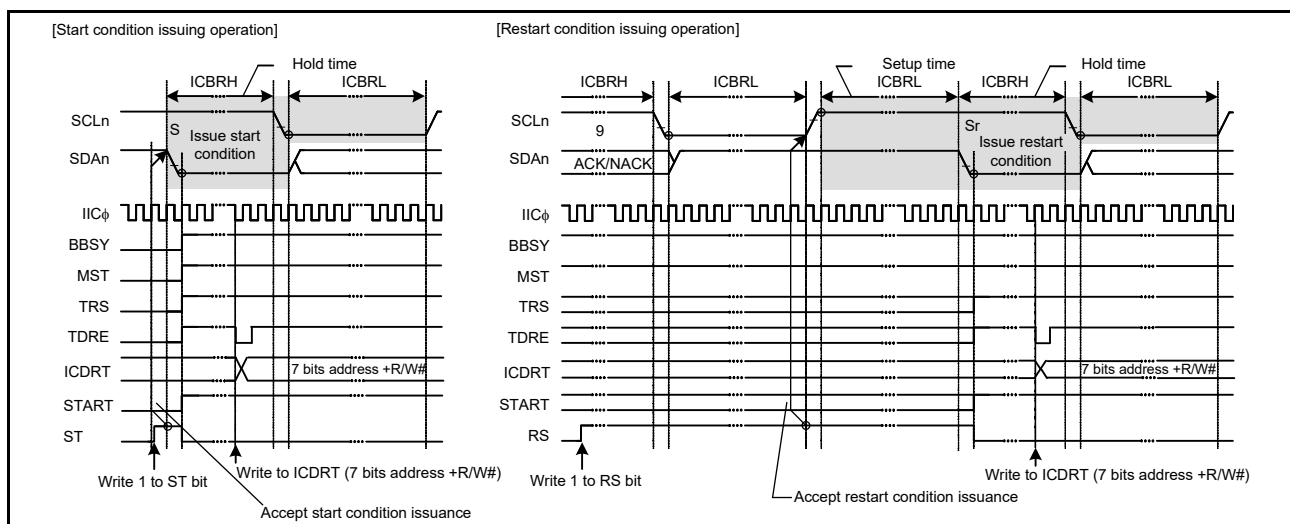 [Start condition issuing operation]
Hold time
ICBRH
ICBRL
SCLn
S
Issue start
condition
SDAn
IICφ
BBSY
MST
TRS
TDRE
ICDRT
7 bits address +R/W#
START
ST
Write 1 to ST bit
Write to ICDRT (7 bits address +R/W#)
Accept start condition issuance
[Restart condition issuing operation]
Setup time
Hold time
ICBRH
ICBRL
ICBRL
ICBRH
ICBRL
SCLn
9
Sr
Issue restart
condition
SDAn
ACK/NACK
IICφ
BBSY
MST
TRS
TDRE
ICDRT
7 bits address +R/W#
START
RS
Write 1 to RS bit
Write to ICDRT (7 bits address +R/W#)
Accept restart condition issuance